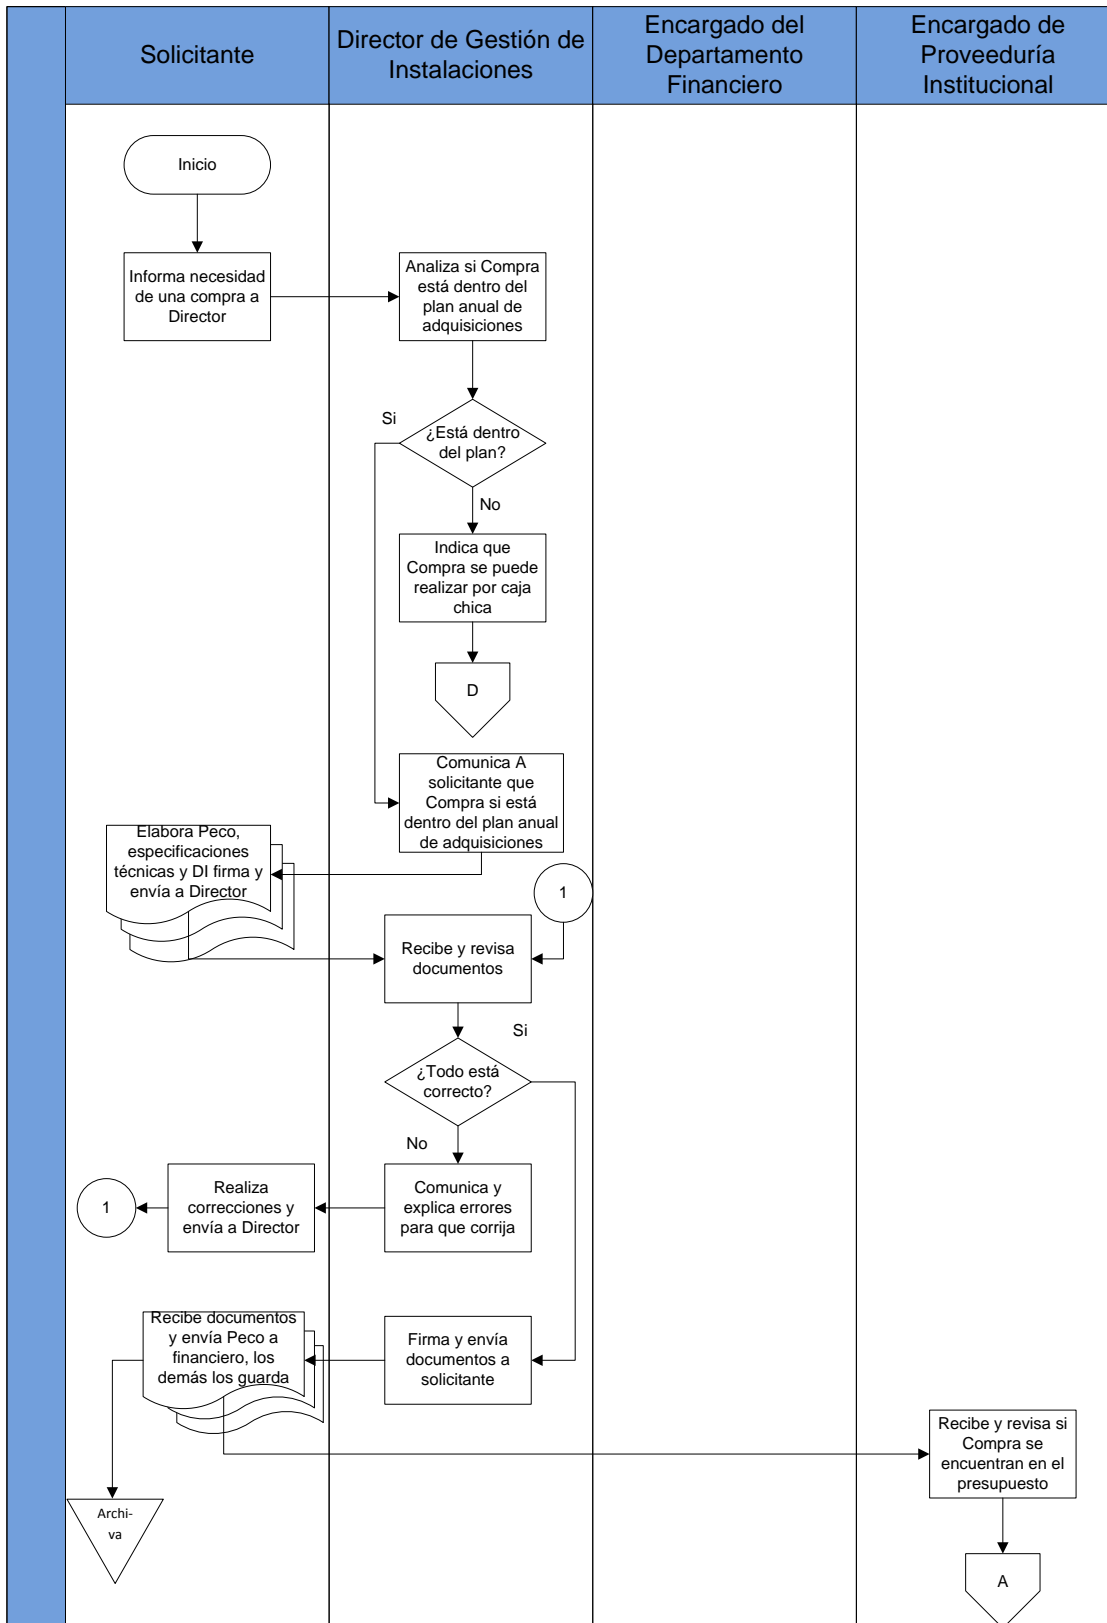 Solicitante
Director de Gestión de
Instalaciones
Encargado del
Departamento
Financiero
Encargado de
Proveeduría
Institucional
Inicio
Informa necesidad
de una compra a
Director
Analiza si Compra
está dentro del
plan anual de
adquisiciones
Si
¿Está dentro
del plan?
No
Indica que
Compra se puede
realizar por caja
chica
D
Comunica A
solicitante que
Compra si está
dentro del plan anual
de adquisiciones
Elabora Peco,
especificaciones
técnicas y DI firma y
envía a Director
1
Recibe y revisa
documentos
Si
¿Todo está
correcto?
No
Comunica y
explica errores
para que corrija
Realiza
correcciones y
envía a Director
1
Firma y envía
documentos a
solicitante
Recibe documentos
y envía Peco a
financiero, los
demás los guarda
Archi-
va
Recibe y revisa si
Compra se
encuentran en el
presupuesto
A